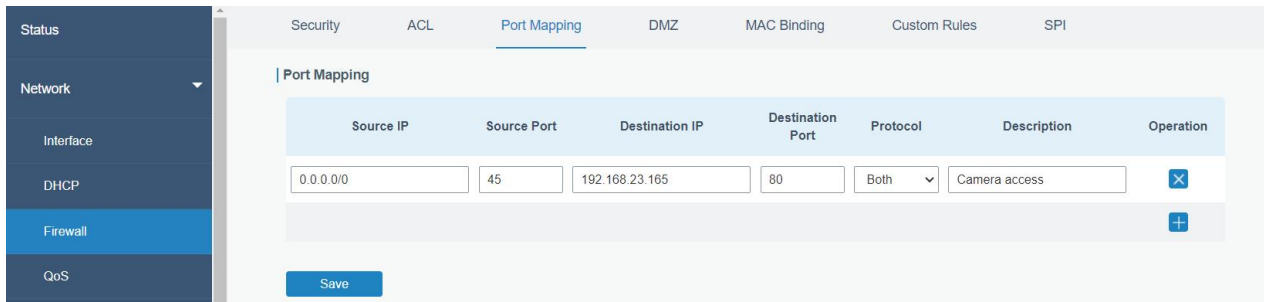 Status
Network
Interface
DHCP
Firewall
QoS
Security ACL Port Mapping DMZ MAC Binding Custom Rules SPI
Port Mapping
Source IP Source Port Destination IP Destination Port Protocol Description Operation
0.0.0.0/0 45 192.168.23.165 80 Both Camera access
Save